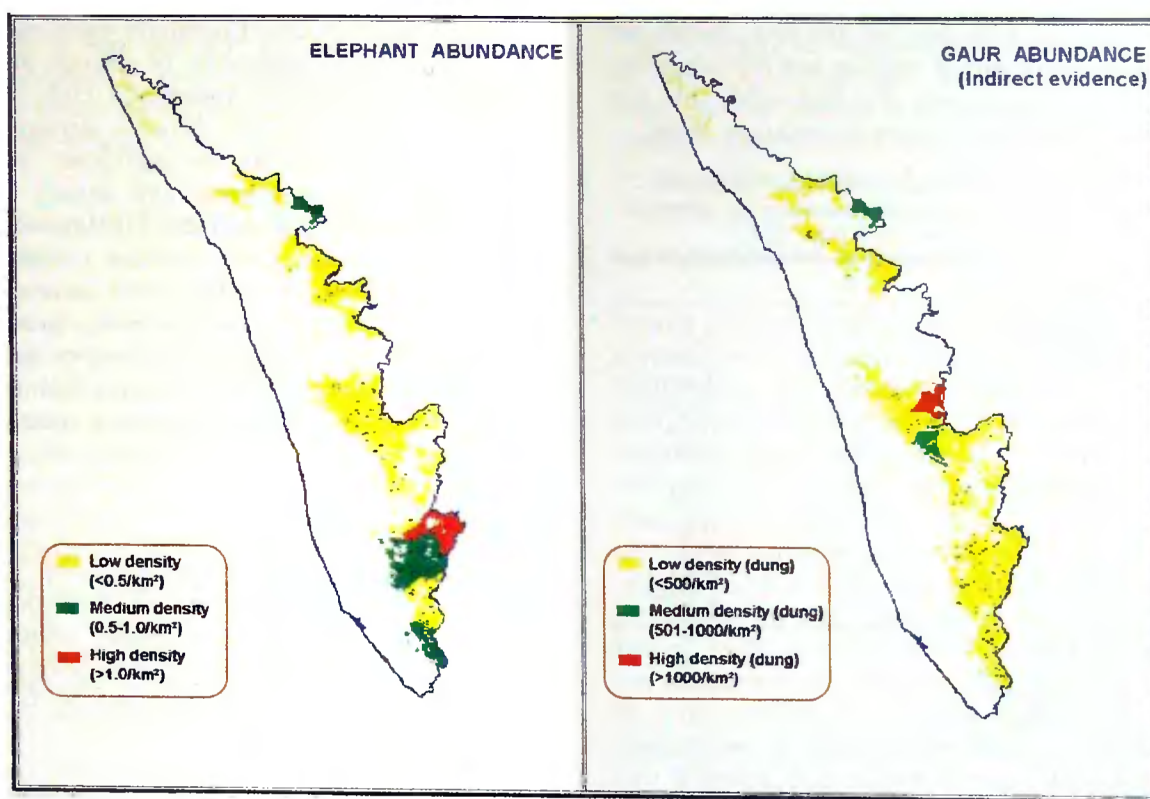 ELEPHANT ABUNDANCE
Low density
(<0.5/km²)
Medium density
(0.5-1.0/km²)
High density
(>1.0/km²)
GAUR ABUNDANCE
(Indirect evidence)
Low density (dung)
(<500/km²)
Medium density (dung)
(501-1000/km²)
High density (dung)
(>1000/km²)